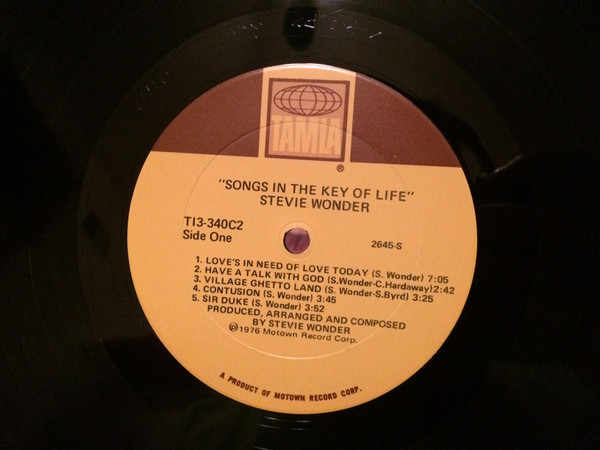 TAMLA
®
"SONGS IN THE KEY OF LIFE"
STEVIE WONDER
T13-340C2
Side One
2645-S
1. LOVE'S IN NEED OF LOVE TODAY (S. Wonder) 7:05
2. HAVE A TALK WITH GOD (S.Wonder-C.Hardaway)2:42
3. VILLAGE GHETTO LAND (S. Wonder-S.Byrd) 3:25
4. CONTUSION (S. Wonder) 3:45
5. SIR DUKE (S. Wonder) 3:52
PRODUCED, ARRANGED AND COMPOSED
BY STEVIE WONDER
℗1976 Motown Record Corp.
A PRODUCT OF MOTOWN RECORD CORP.